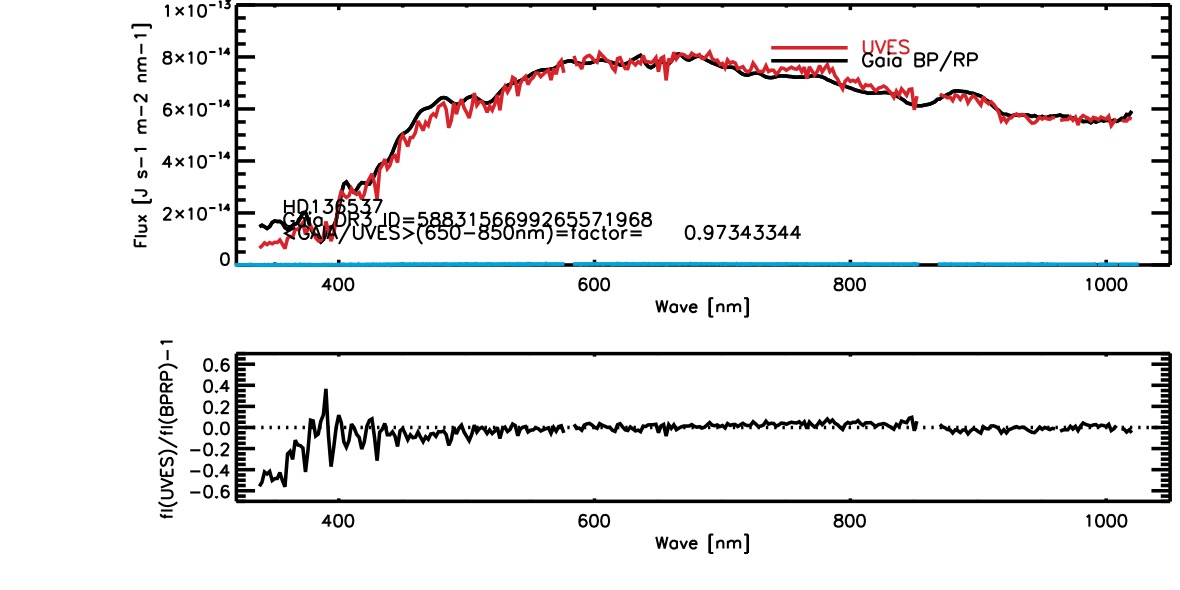 1×10−13
8×10−14
6×10−14
4×10−14
2×10−14
0
Flux [J s−1 m−2 nm−1]
UVES
Gaia BP/RP
HD136537
Gaia DR3 ID=5883156699265571968
<GAIA/UVES>(650−850nm)=factor= 0.97343344
400 600 800 1000
Wave [nm]
fl(UVES)/fl(BPRP)−1
0.6
0.4
0.2
0.0
−0.2
−0.4
−0.6
400 600 800 1000
Wave [nm]